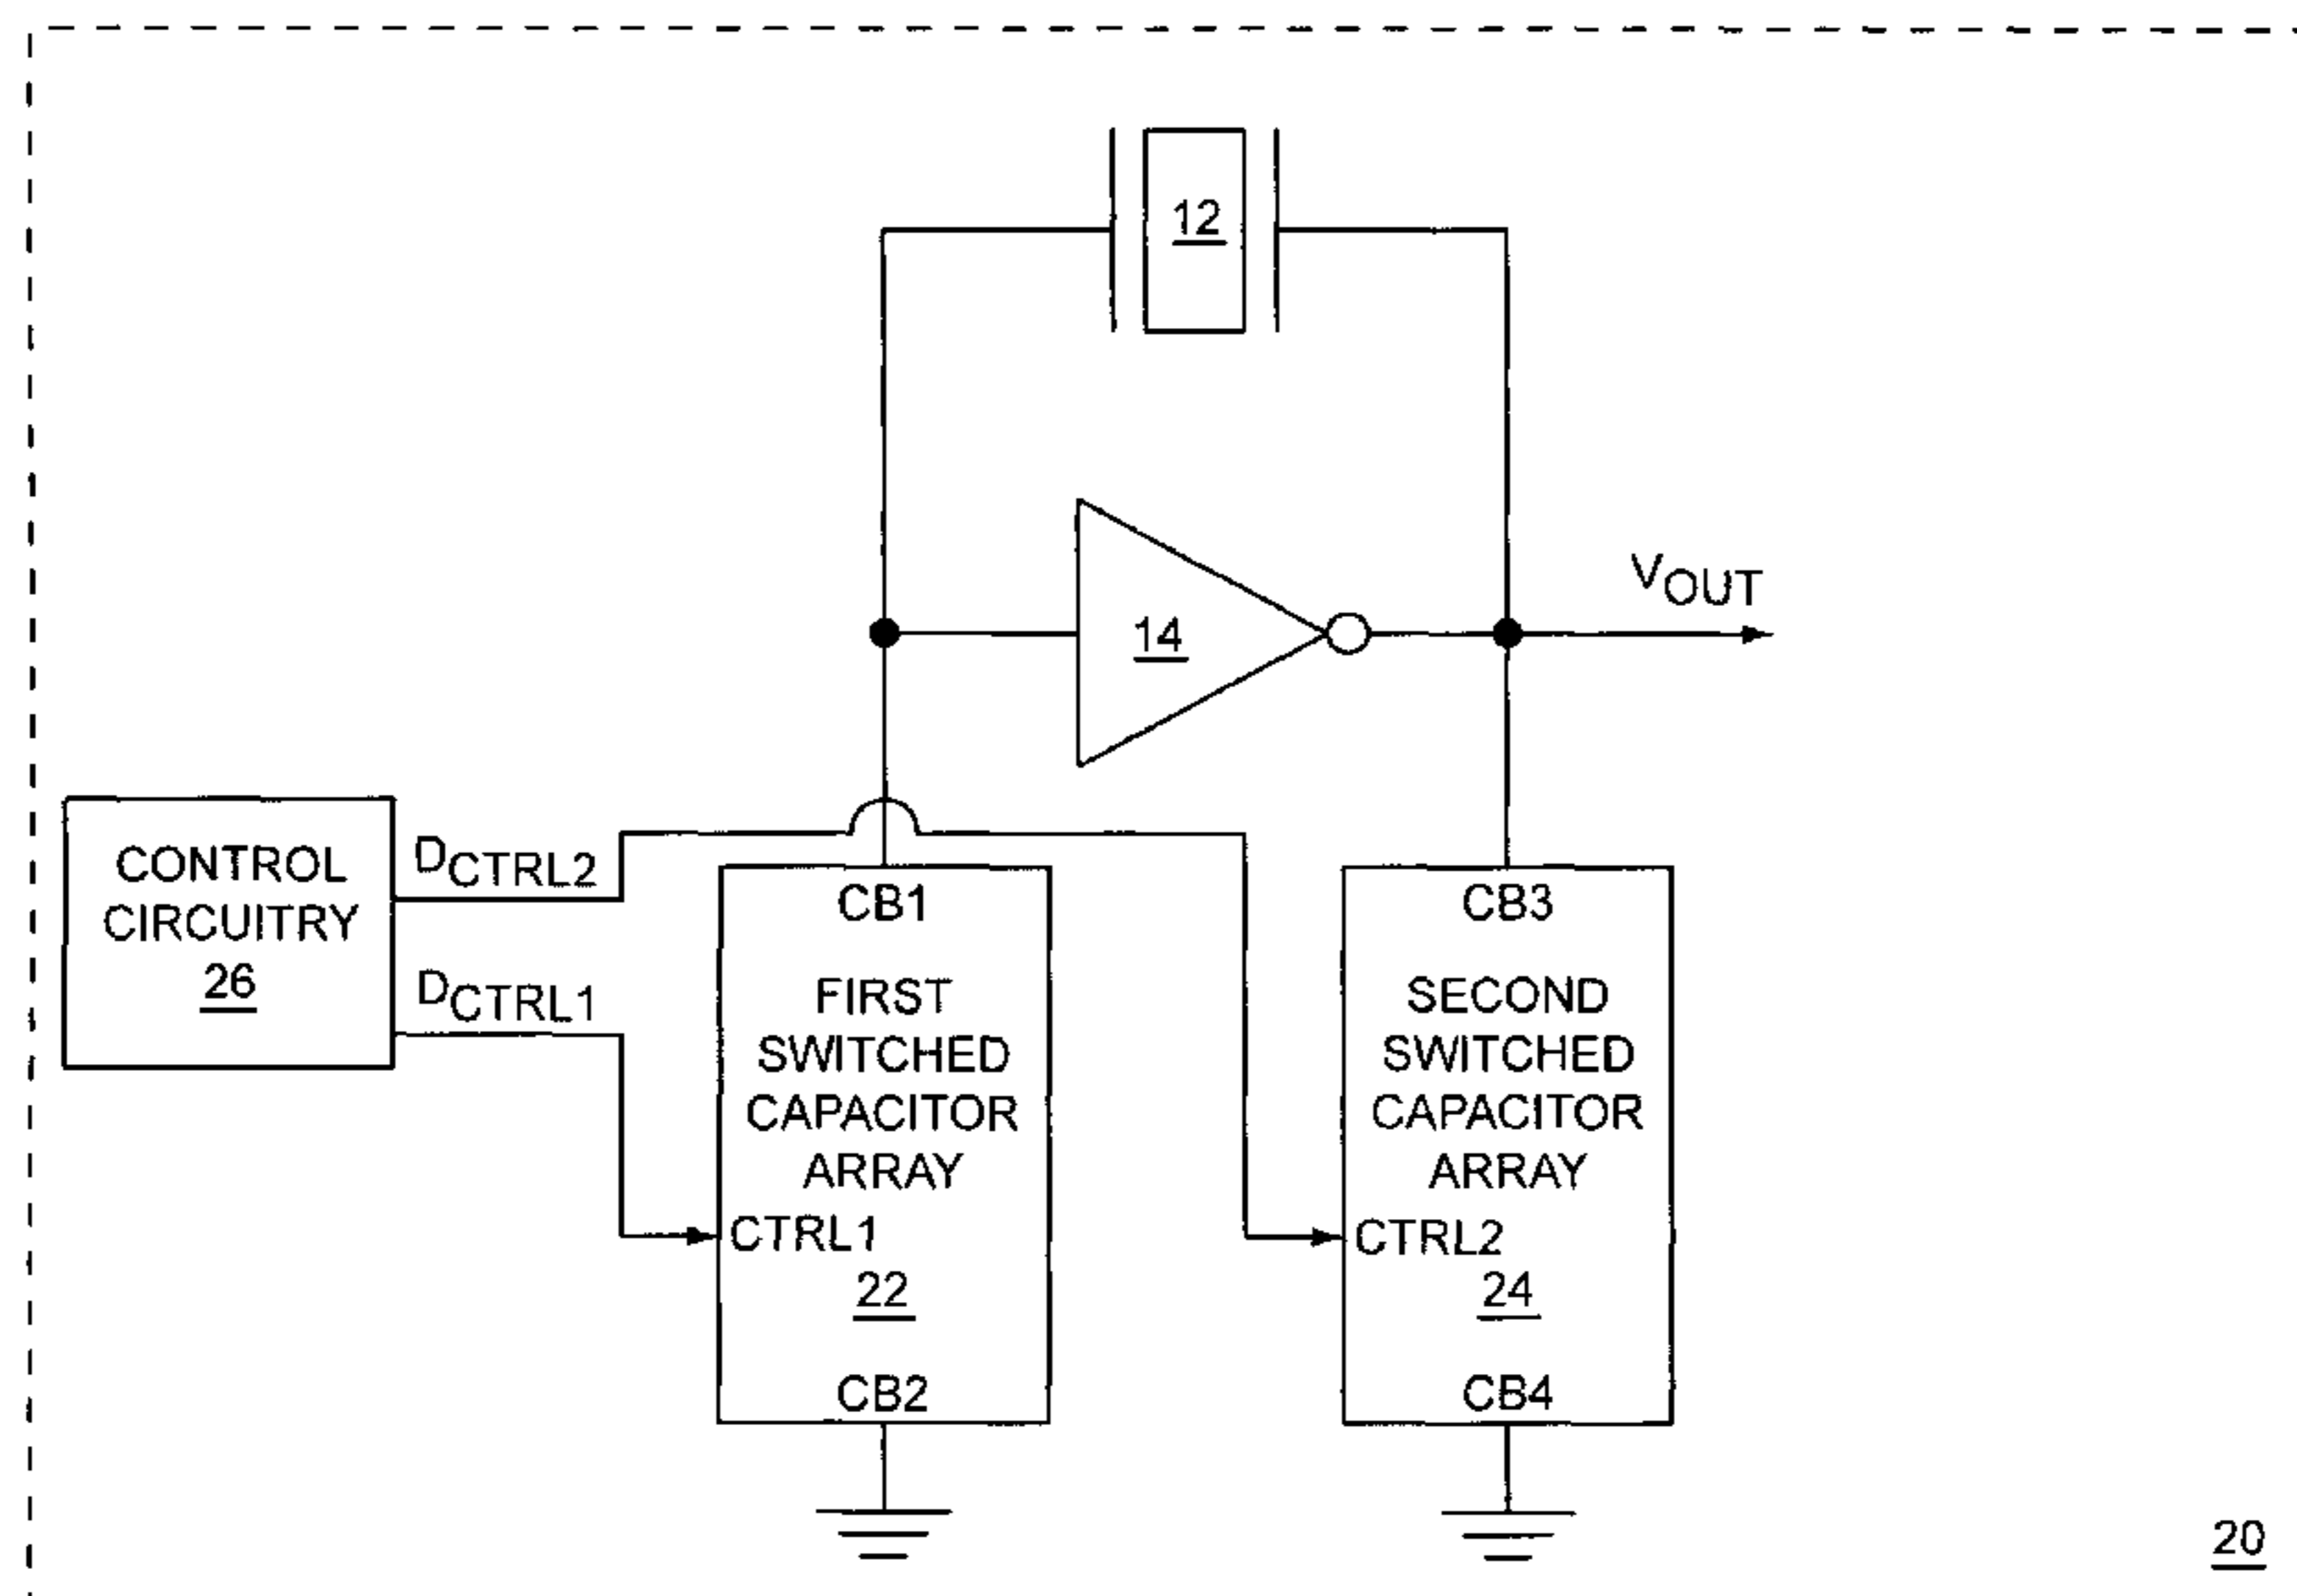 12
14
VOUT
CONTROL
CIRCUITRY
26
DCTRL2
DCTRL1
CB1
FIRST
SWITCHED
CAPACITOR
ARRAY
CTRL1
22
CB2
CB3
SECOND
SWITCHED
CAPACITOR
ARRAY
CTRL2
24
CB4
20